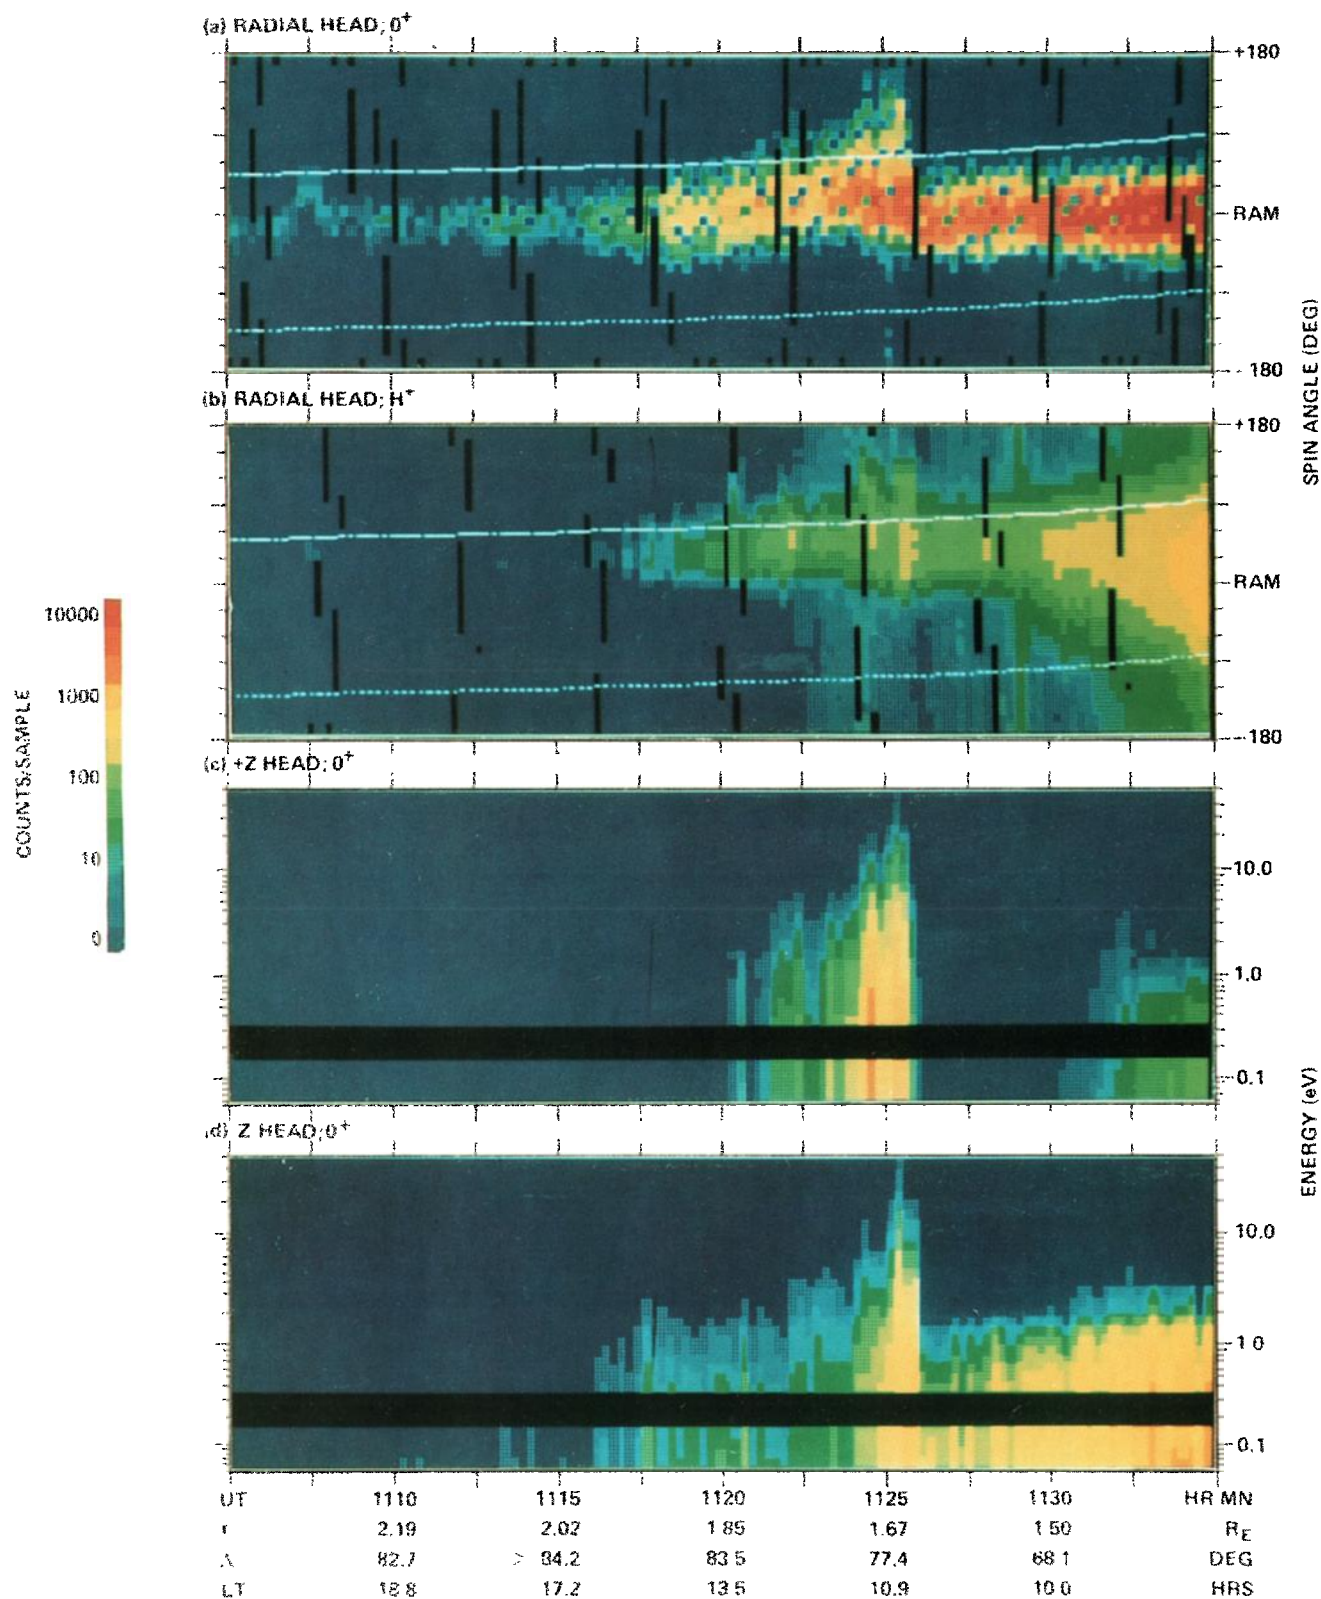 (a) RADIAL HEAD; O⁺
+180
RAM
-180
(b) RADIAL HEAD; H⁺
+180
RAM
-180
SPIN ANGLE (DEG)
(c) +Z HEAD; O⁺
10.0
1.0
0.1
(d) Z HEAD; O⁺
10.0
1 0
0.1
ENERGY (eV)
COUNTS/SAMPLE
10000
1000
100
10
0
UT 1110 1115 1120 1125 1130 HR MN
r 2.19 2.02 1 85 1.67 1 50 RE
Λ 82.7 > 84.2 83 5 77.4 68 1 DEG
LT 18 8 17.2 13 5 10.9 10 0 HRS